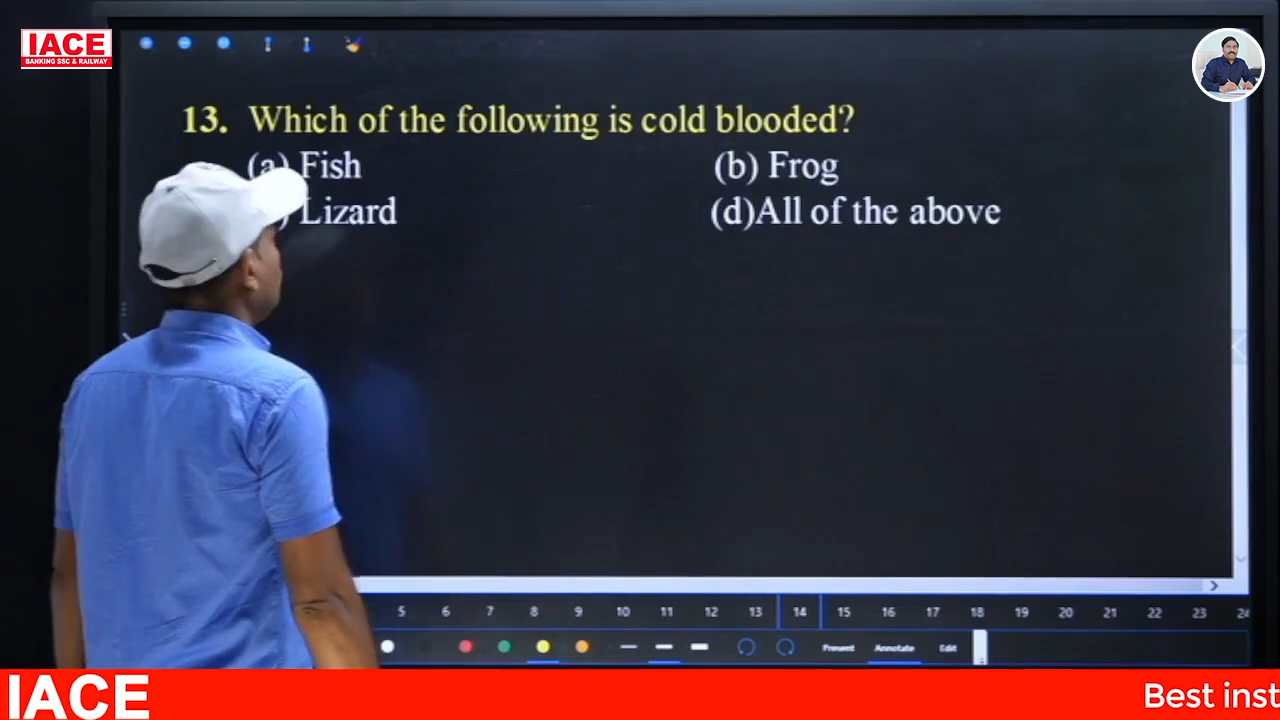 IACE
BANKING SSC & RAILWAY
13. Which of the following is cold blooded?
(a) Fish
(b) Frog
Lizard
(d)All of the above
5 6 7 8 9 10 11 12 13 14 15 16 17 18 19 20 21 22 23 24
Present Annotate Edit
IACE
Best inst